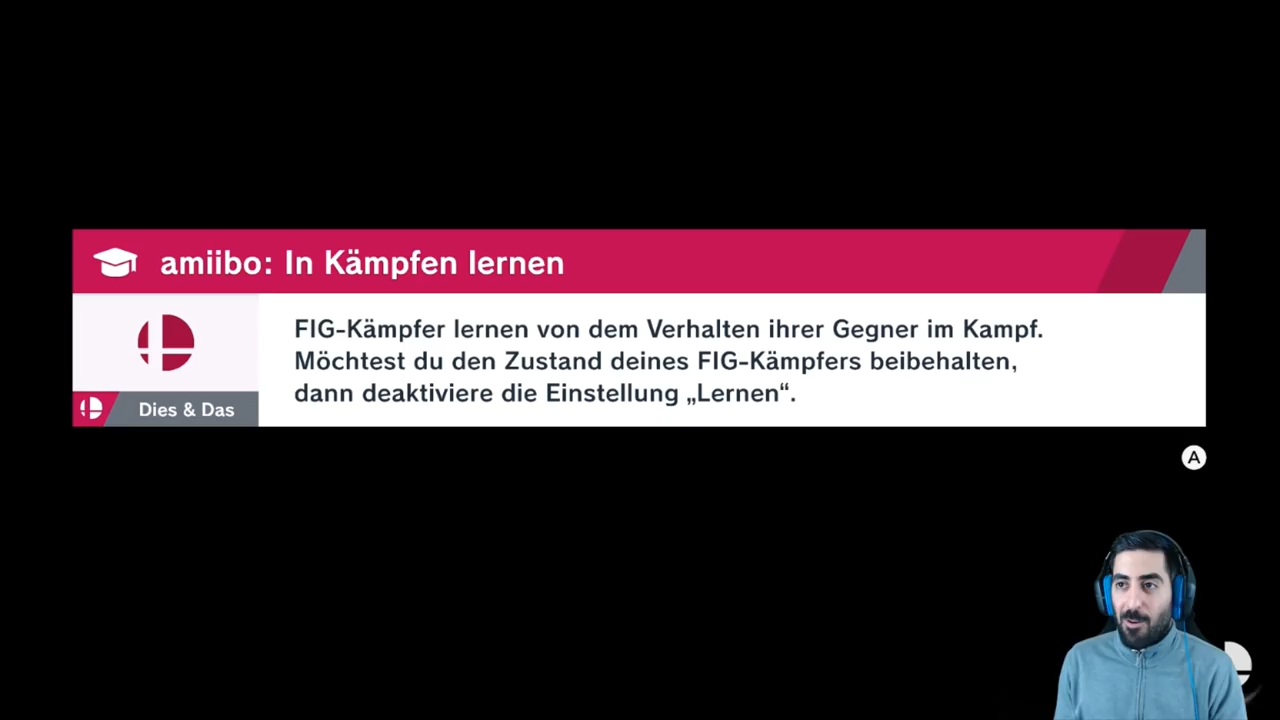 amiibo: In Kämpfen lernen
FIG-Kämpfer lernen von dem Verhalten ihrer Gegner im Kampf.
Möchtest du den Zustand deines FIG-Kämpfers beibehalten,
dann deaktiviere die Einstellung „Lernen“.
Dies & Das
A